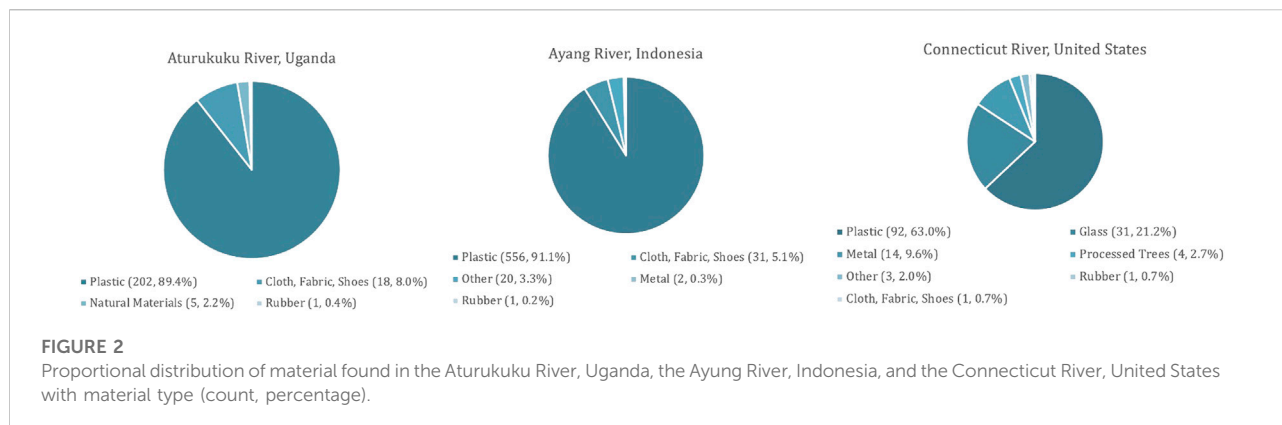 Aturukuku River, Uganda
Plastic (202, 89.4%) Cloth, Fabric, Shoes (18, 8.0%)
Natural Materials (5, 2.2%) Rubber (1, 0.4%)
Ayang River, Indonesia
Plastic (556, 91.1%) Cloth, Fabric, Shoes (31, 5.1%)
Other (20, 3.3%) Metal (2, 0.3%)
Rubber (1, 0.2%)
Connecticut River, United States
Plastic (92, 63.0%) Glass (31, 21.2%)
Metal (14, 9.6%) Processed Trees (4, 2.7%)
Other (3, 2.0%) Rubber (1, 0.7%)
Cloth, Fabric, Shoes (1, 0.7%)
FIGURE 2
Proportional distribution of material found in the Aturukuku River, Uganda, the Ayung River, Indonesia, and the Connecticut River, United States
with material type (count, percentage).